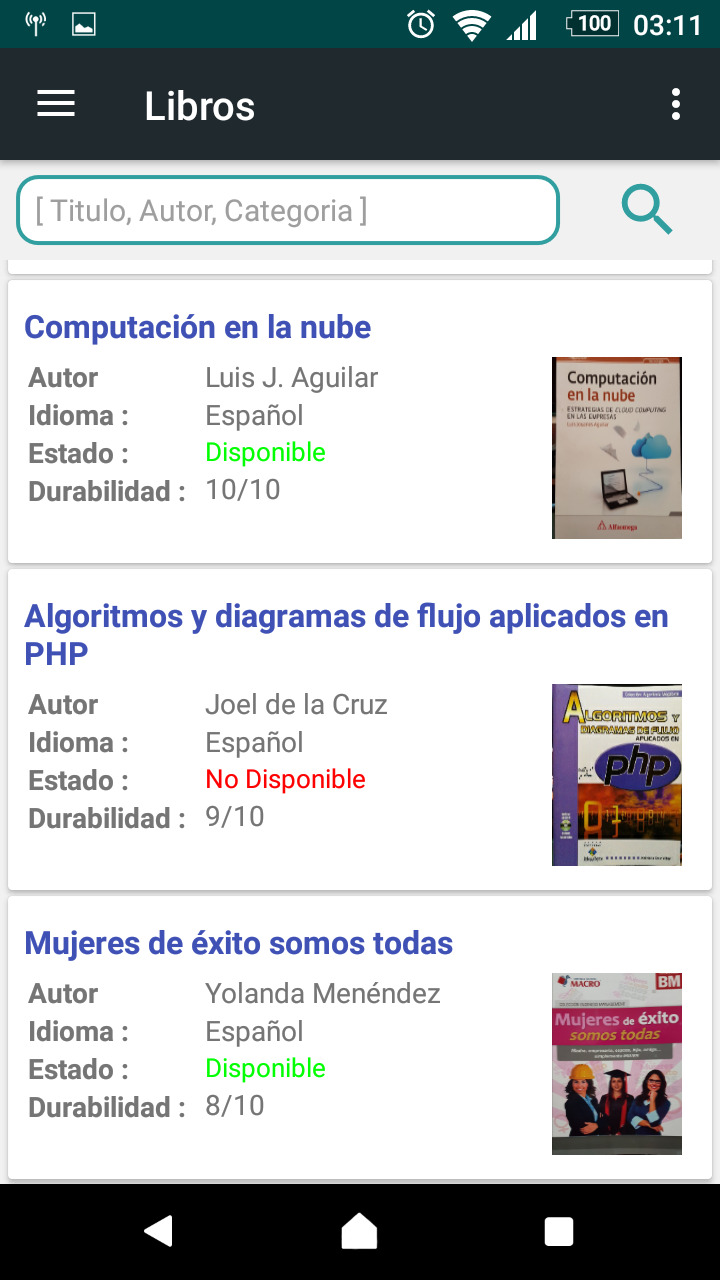 100 03:11
Libros
[ Titulo, Autor, Categoria ]
Computación en la nube
Autor Luis J. Aguilar
Idioma : Español
Estado : Disponible
Durabilidad : 10/10
Computación
en la nube
ESTRATEGIAS DE CLOUD COMPUTING
EN LAS EMPRESAS
Luis Joyanes Aguilar
Alfaomega
Algoritmos y diagramas de flujo aplicados en
PHP
Autor Joel de la Cruz
Idioma : Español
Estado : No Disponible
Durabilidad : 9/10
ALGORITMOS Y
DIAGRAMAS DE FLUJO
APLICADOS EN
php
Mujeres de éxito somos todas
Autor Yolanda Menéndez
Idioma : Español
Estado : Disponible
Durabilidad : 8/10
MACRO
BM
Mujeres de éxito
somos todas